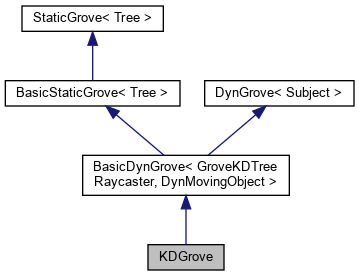 StaticGrove< Tree >
BasicStaticGrove< Tree >
DynGrove< Subject >
BasicDynGrove< GroveKDTree
Raycaster, DynMovingObject >
KDGrove